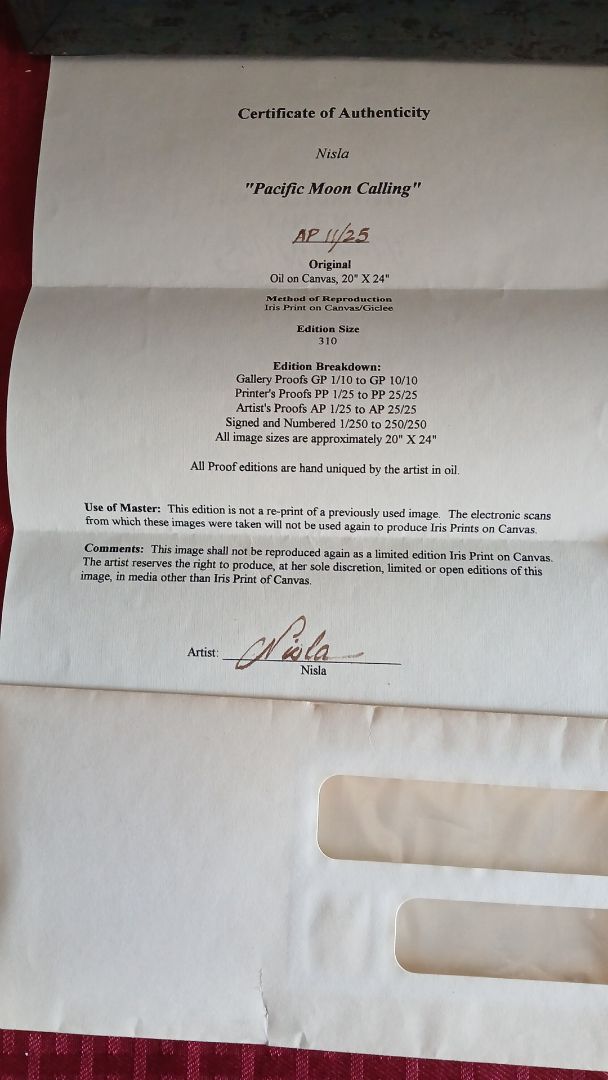 Certificate of Authenticity
Nisla
"Pacific Moon Calling"
AP 11/25
Original
Oil on Canvas, 20" X 24"
Method of Reproduction
Iris Print on Canvas/Giclee
Edition Size
310
Edition Breakdown:
Gallery Proofs GP 1/10 to GP 10/10
Printer's Proofs PP 1/25 to PP 25/25
Artist's Proofs AP 1/25 to AP 25/25
Signed and Numbered 1/250 to 250/250
All image sizes are approximately 20" X 24"
All Proof editions are hand uniqued by the artist in oil.
Use of Master: This edition is not a re-print of a previously used image. The electronic scans
from which these images were taken will not be used again to produce Iris Prints on Canvas.
Comments: This image shall not be reproduced again as a limited edition Iris Print on Canvas.
The artist reserves the right to produce, at her sole discretion, limited or open editions of this
image, in media other than Iris Print of Canvas.
Artist: Nisla
Nisla